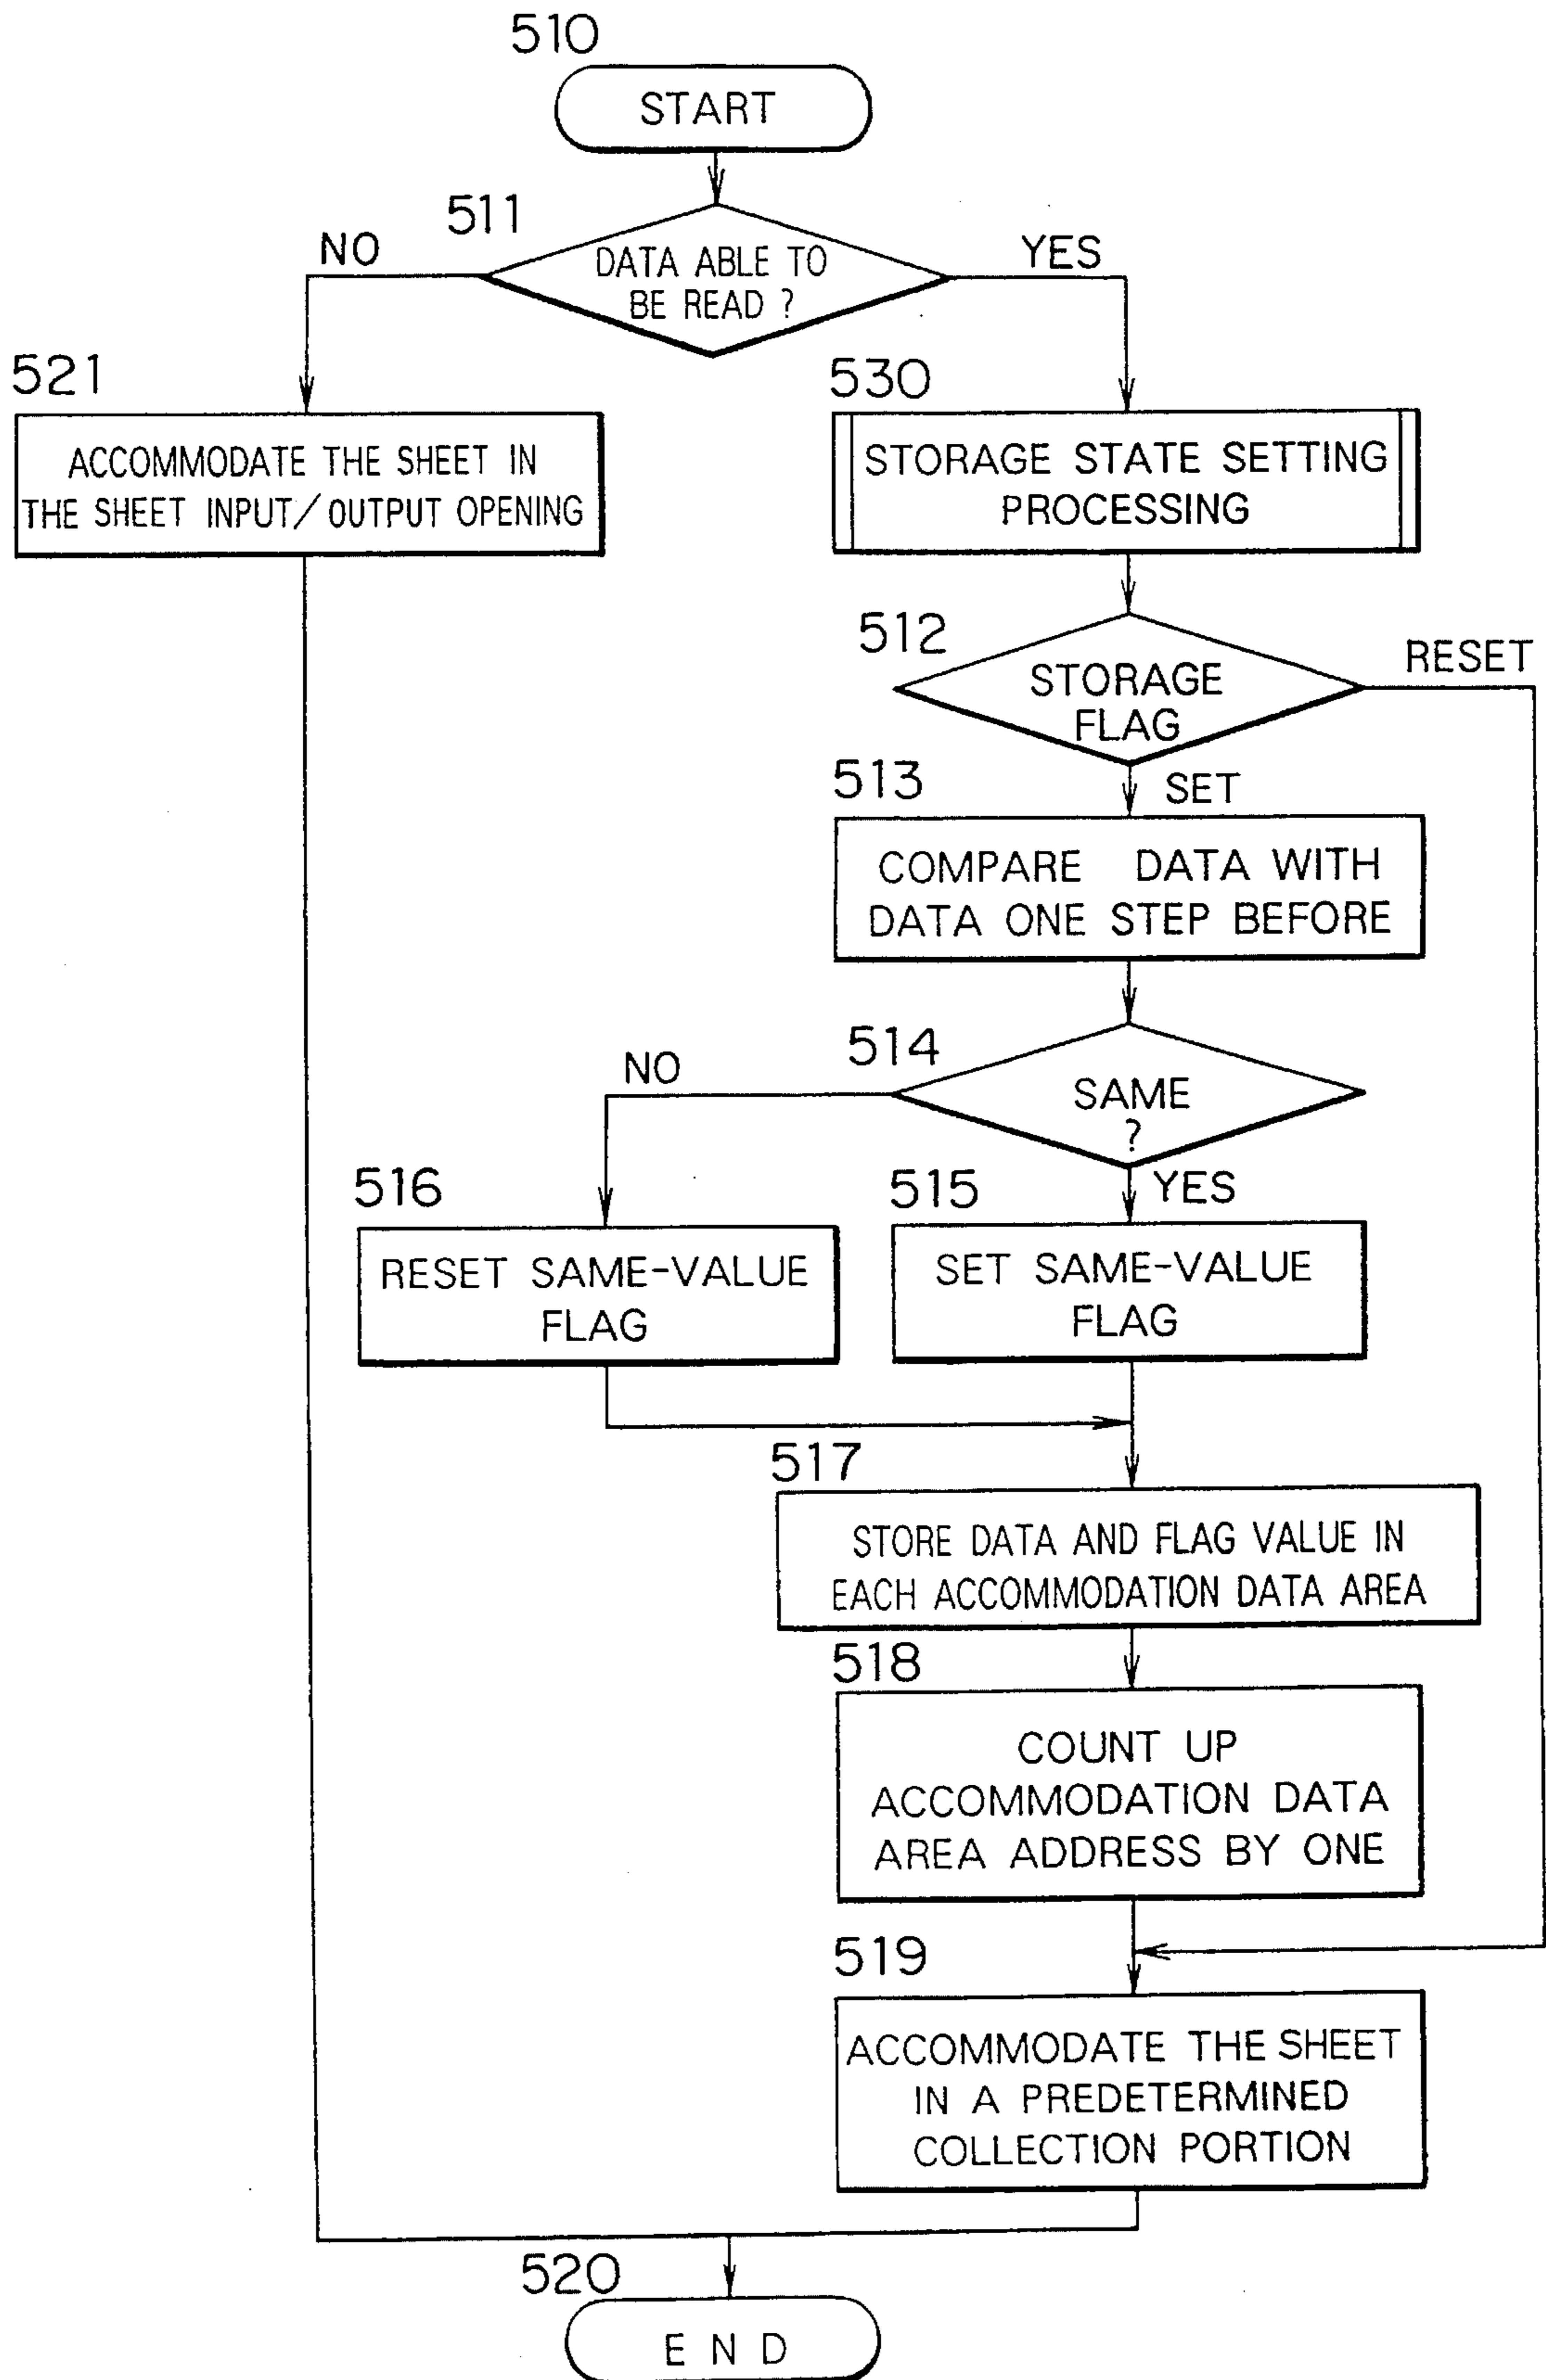 510
START
511
NO
DATA ABLE TO
BE READ ?
YES
521
ACCOMMODATE THE SHEET IN
THE SHEET INPUT/OUTPUT OPENING
530
STORAGE STATE SETTING
PROCESSING
512
STORAGE
FLAG
RESET
513
SET
COMPARE DATA WITH
DATA ONE STEP BEFORE
514
NO
SAME
?
516
515
YES
RESET SAME-VALUE
FLAG
SET SAME-VALUE
FLAG
517
STORE DATA AND FLAG VALUE IN
EACH ACCOMMODATION DATA AREA
518
COUNT UP
ACCOMMODATION DATA
AREA ADDRESS BY ONE
519
ACCOMMODATE THE SHEET
IN A PREDETERMINED
COLLECTION PORTION
520
END